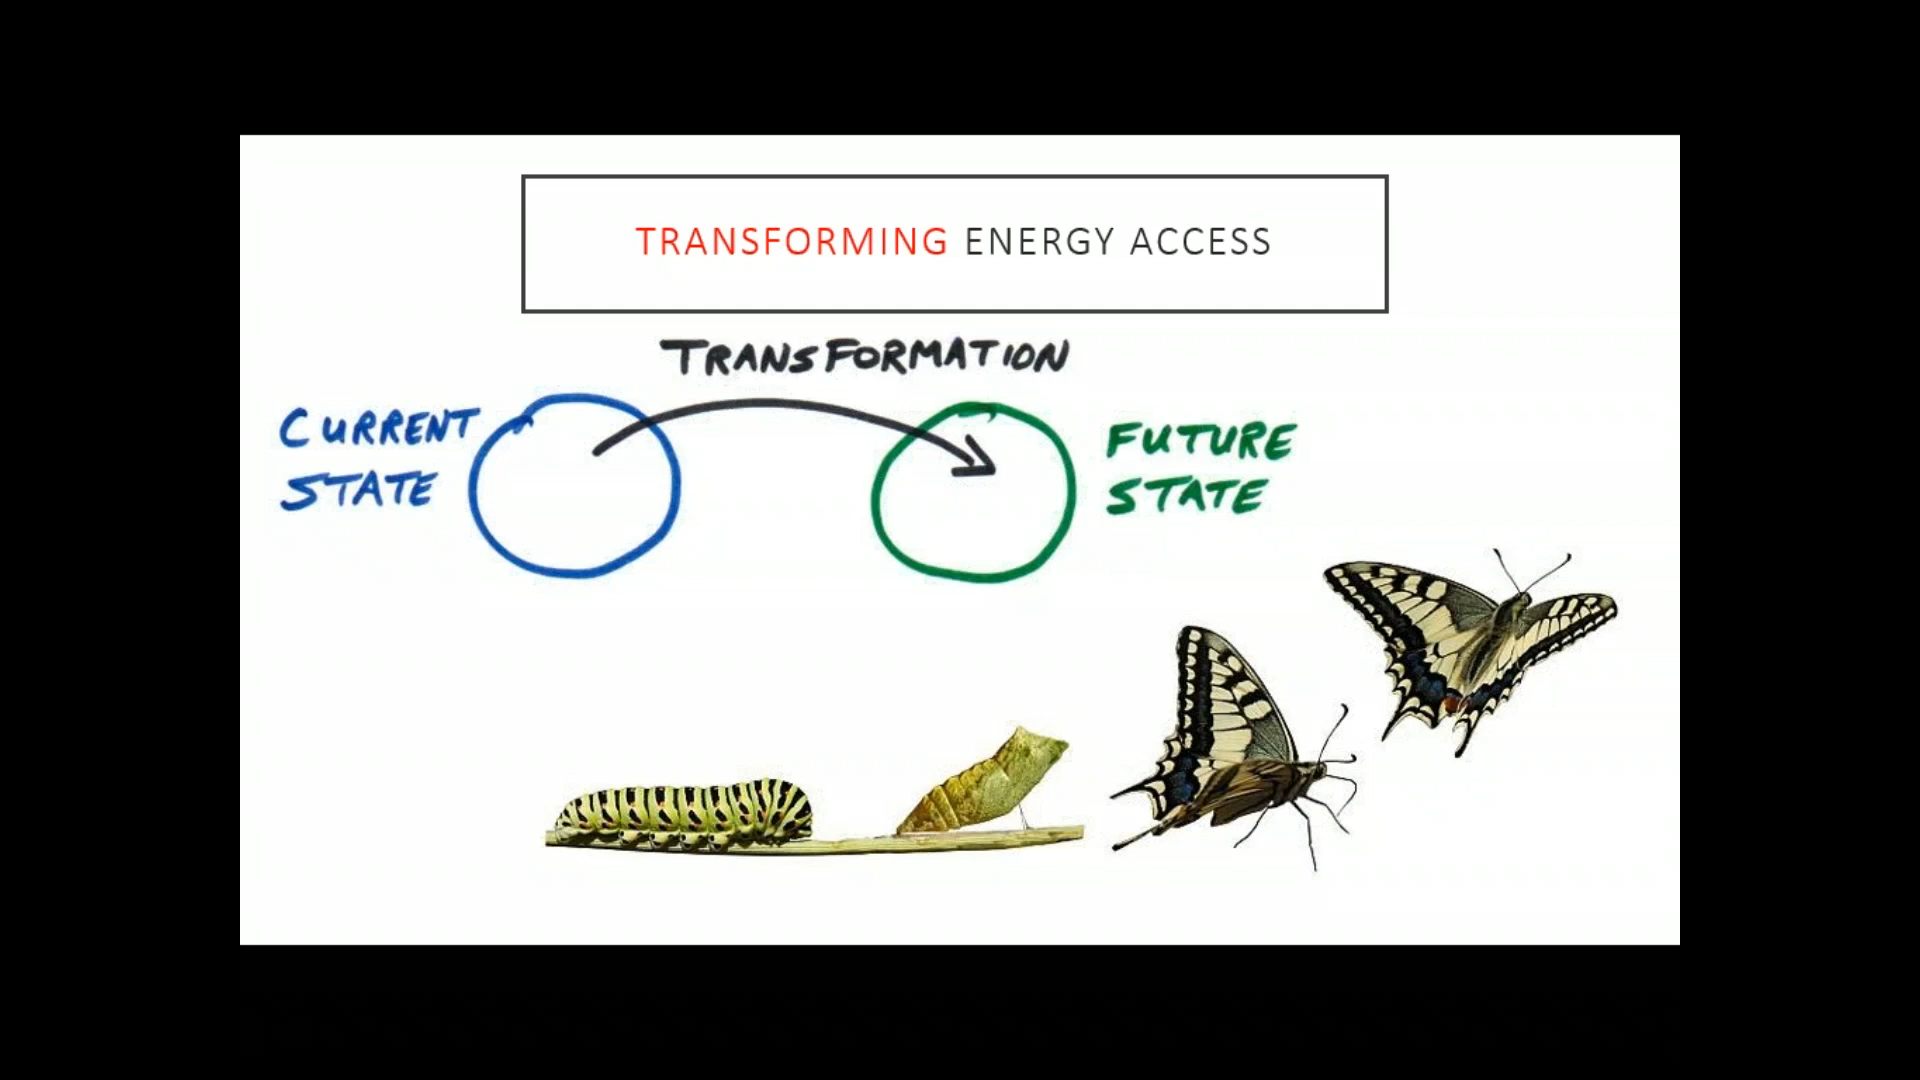 TRANSFORMING ENERGY ACCESS
TRANSFORMATION
CURRENT
STATE
FUTURE
STATE